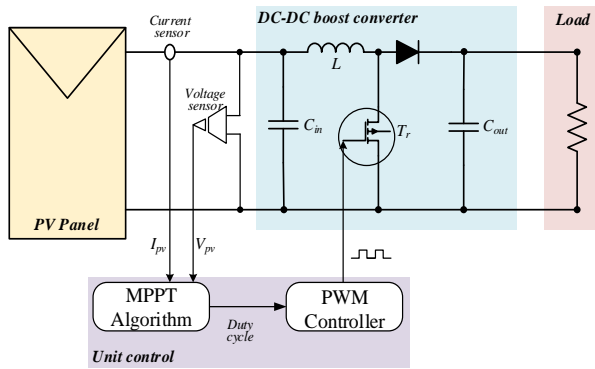 Current
sensor
DC-DC boost converter
Load
L
Voltage
sensor
C_in
T_r
C_out
PV Panel
I_pv
V_pv
MPPT
Algorithm
Duty
cycle
PWM
Controller
Unit control